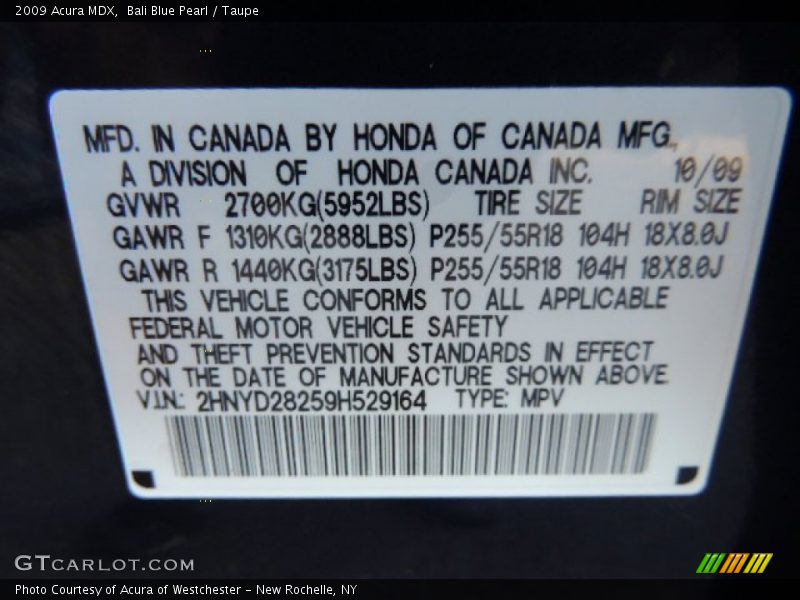 2009 Acura MDX, Bali Blue Pearl / Taupe
MFD. IN CANADA BY HONDA OF CANADA MFG.,
A DIVISION OF HONDA CANADA INC. 10/09
GVWR 2700KG(5952LBS) TIRE SIZE RIM SIZE
GAWR F 1310KG(2888LBS) P255/55R18 104H 18X8.0J
GAWR R 1440KG(3175LBS) P255/55R18 104H 18X8.0J
THIS VEHICLE CONFORMS TO ALL APPLICABLE
FEDERAL MOTOR VEHICLE SAFETY
AND THEFT PREVENTION STANDARDS IN EFFECT
ON THE DATE OF MANUFACTURE SHOWN ABOVE.
V.I.N.: 2HNYD28259H529164 TYPE: MPV
GTCARLOT.COM
Photo Courtesy of Acura of Westchester - New Rochelle, NY